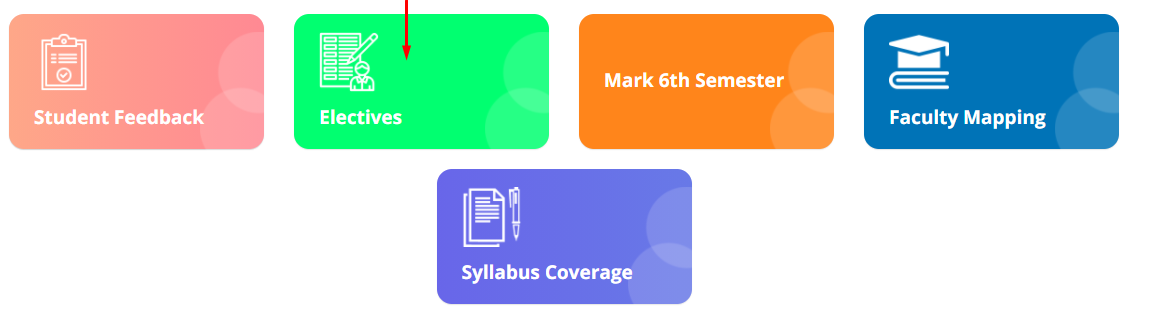 Student Feedback
Electives
Mark 6th Semester
Faculty Mapping
Syllabus Coverage